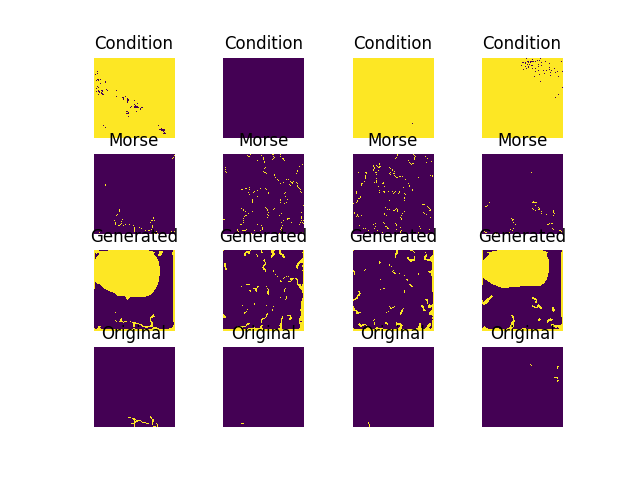 Condition Condition Condition Condition
Morse Morse Morse Morse
Generated Generated Generated Generated
Original Original Original Original